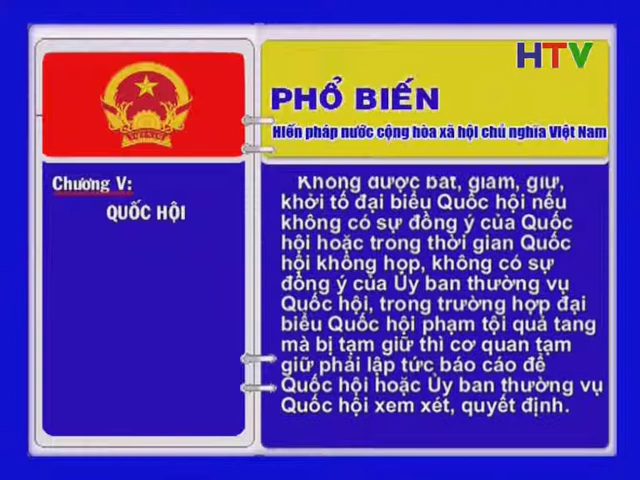 HTV
PHỔ BIẾN
Hiến pháp nước cộng hòa xã hội chủ nghĩa Việt Nam
Chương V:
QUỐC HỘI
Không được bắt, giam, giữ,
khởi tố đại biểu Quốc hội nếu
không có sự đồng ý của Quốc
hội hoặc trong thời gian Quốc
hội không họp, không có sự
đồng ý của Ủy ban thường vụ
Quốc hội, trong trường hợp đại
biểu Quốc hội phạm tội quả tang
mà bị tạm giữ thì cơ quan tạm
giữ phải lập tức báo cáo để
Quốc hội hoặc Ủy ban thường vụ
Quốc hội xem xét, quyết định.